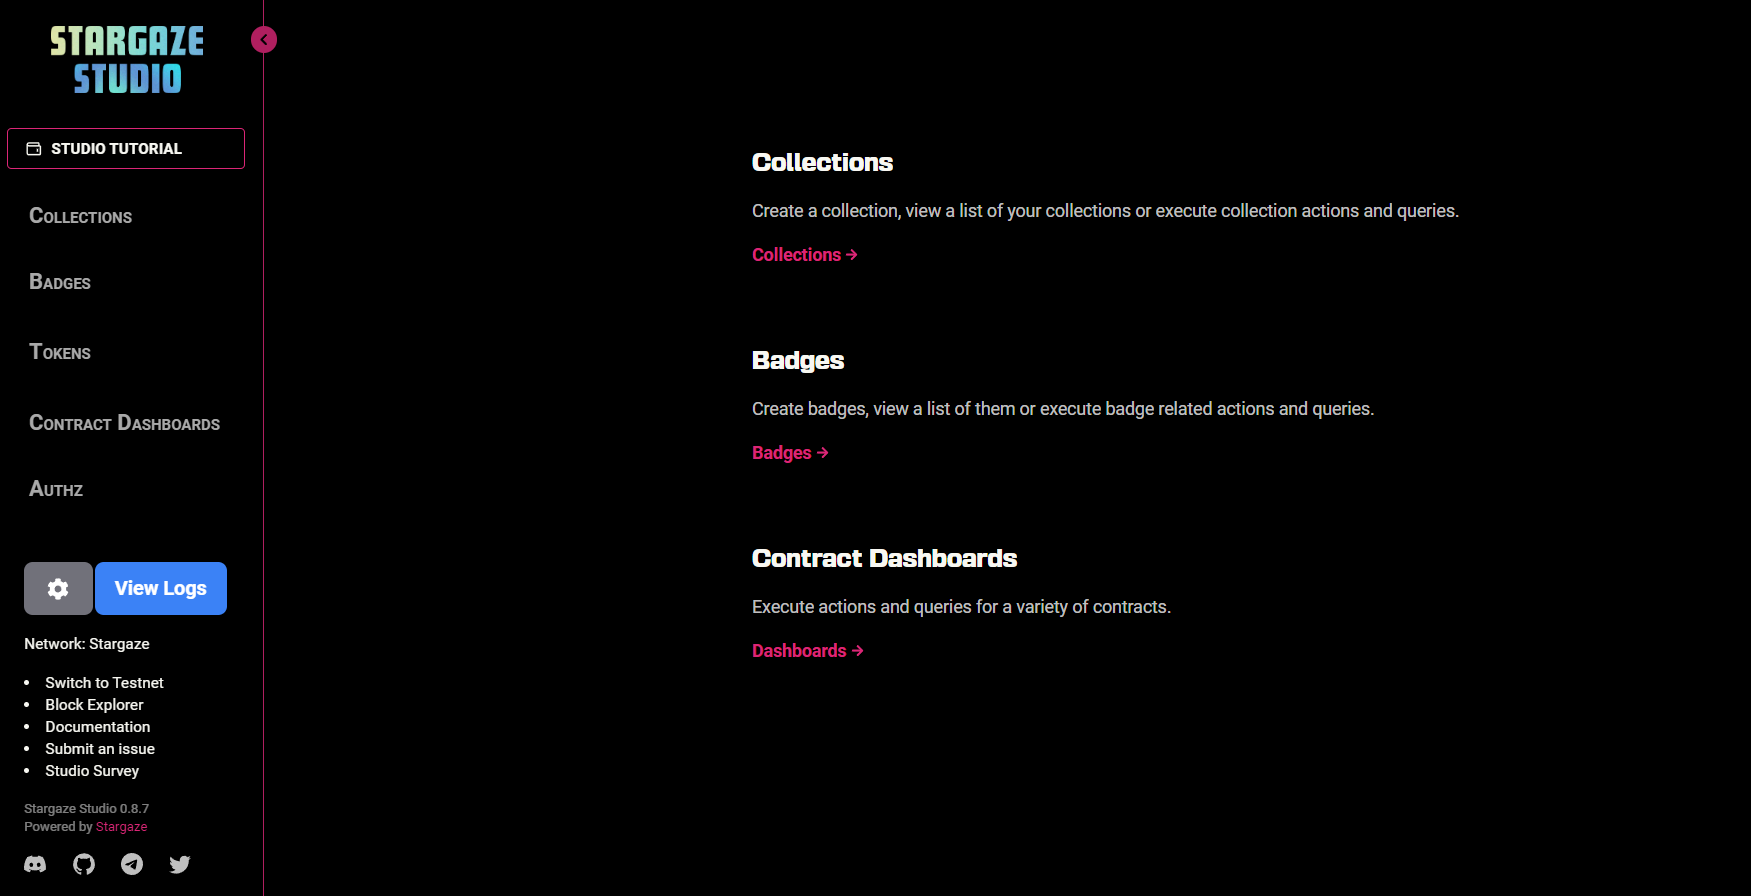 STARGAZE
STUDIO
STUDIO TUTORIAL
Collections
Badges
Tokens
Contract Dashboards
Authz
View Logs
Network: Stargaze
Switch to Testnet
Block Explorer
Documentation
Submit an issue
Studio Survey
Stargaze Studio 0.8.7
Powered by Stargaze
Collections
Create a collection, view a list of your collections or execute collection actions and queries.
Collections →
Badges
Create badges, view a list of them or execute badge related actions and queries.
Badges →
Contract Dashboards
Execute actions and queries for a variety of contracts.
Dashboards →